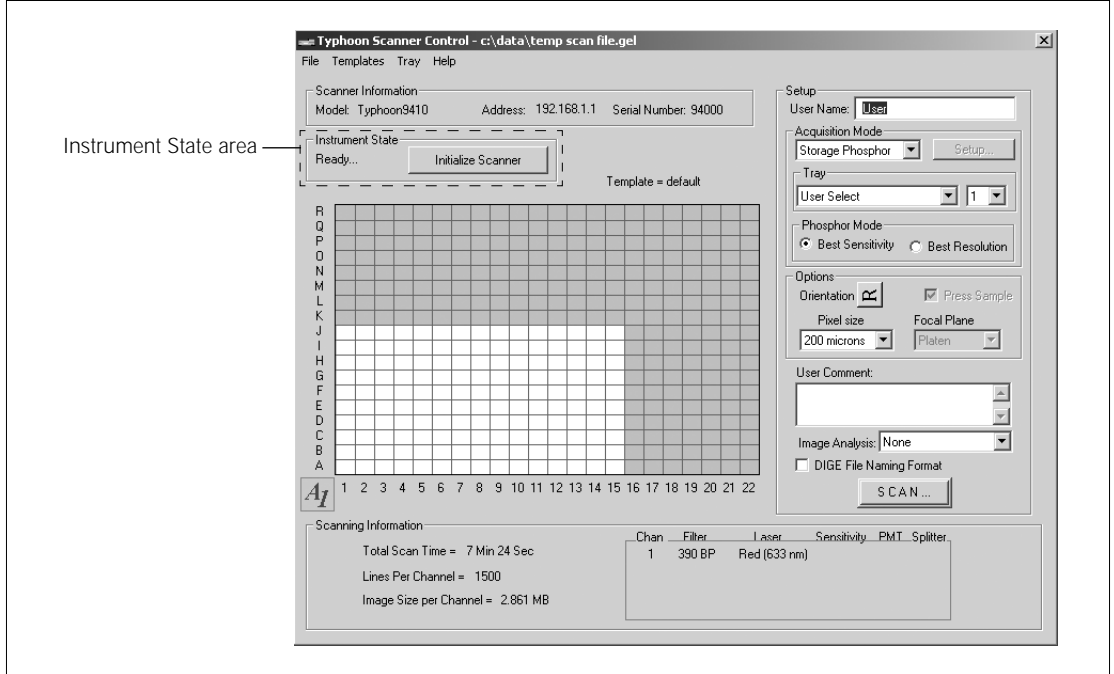 Typhoon Scanner Control - c:\data\temp scan file.gel
File Templates Tray Help
Scanner Information
Model: Typhoon9410 Address: 192.168.1.1 Serial Number: 94000
Instrument State area
Instrument State
Ready...
Initialize Scanner
Template = default
R
Q
P
O
N
M
L
K
J
I
H
G
F
E
D
C
B
A
A1
1 2 3 4 5 6 7 8 9 10 11 12 13 14 15 16 17 18 19 20 21 22
Setup
User Name: User
Acquisition Mode
Storage Phosphor
Setup...
Tray
User Select
1
Phosphor Mode
Best Sensitivity
Best Resolution
Options
Orientation R
Press Sample
Pixel size
Focal Plane
200 microns
Platen
User Comment:
Image Analysis: None
DIGE File Naming Format
SCAN...
Scanning Information
Total Scan Time = 7 Min 24 Sec
Lines Per Channel = 1500
Image Size per Channel = 2.861 MB
Chan Filter Laser Sensitivity PMT Splitter
1 390 BP Red (633 nm)